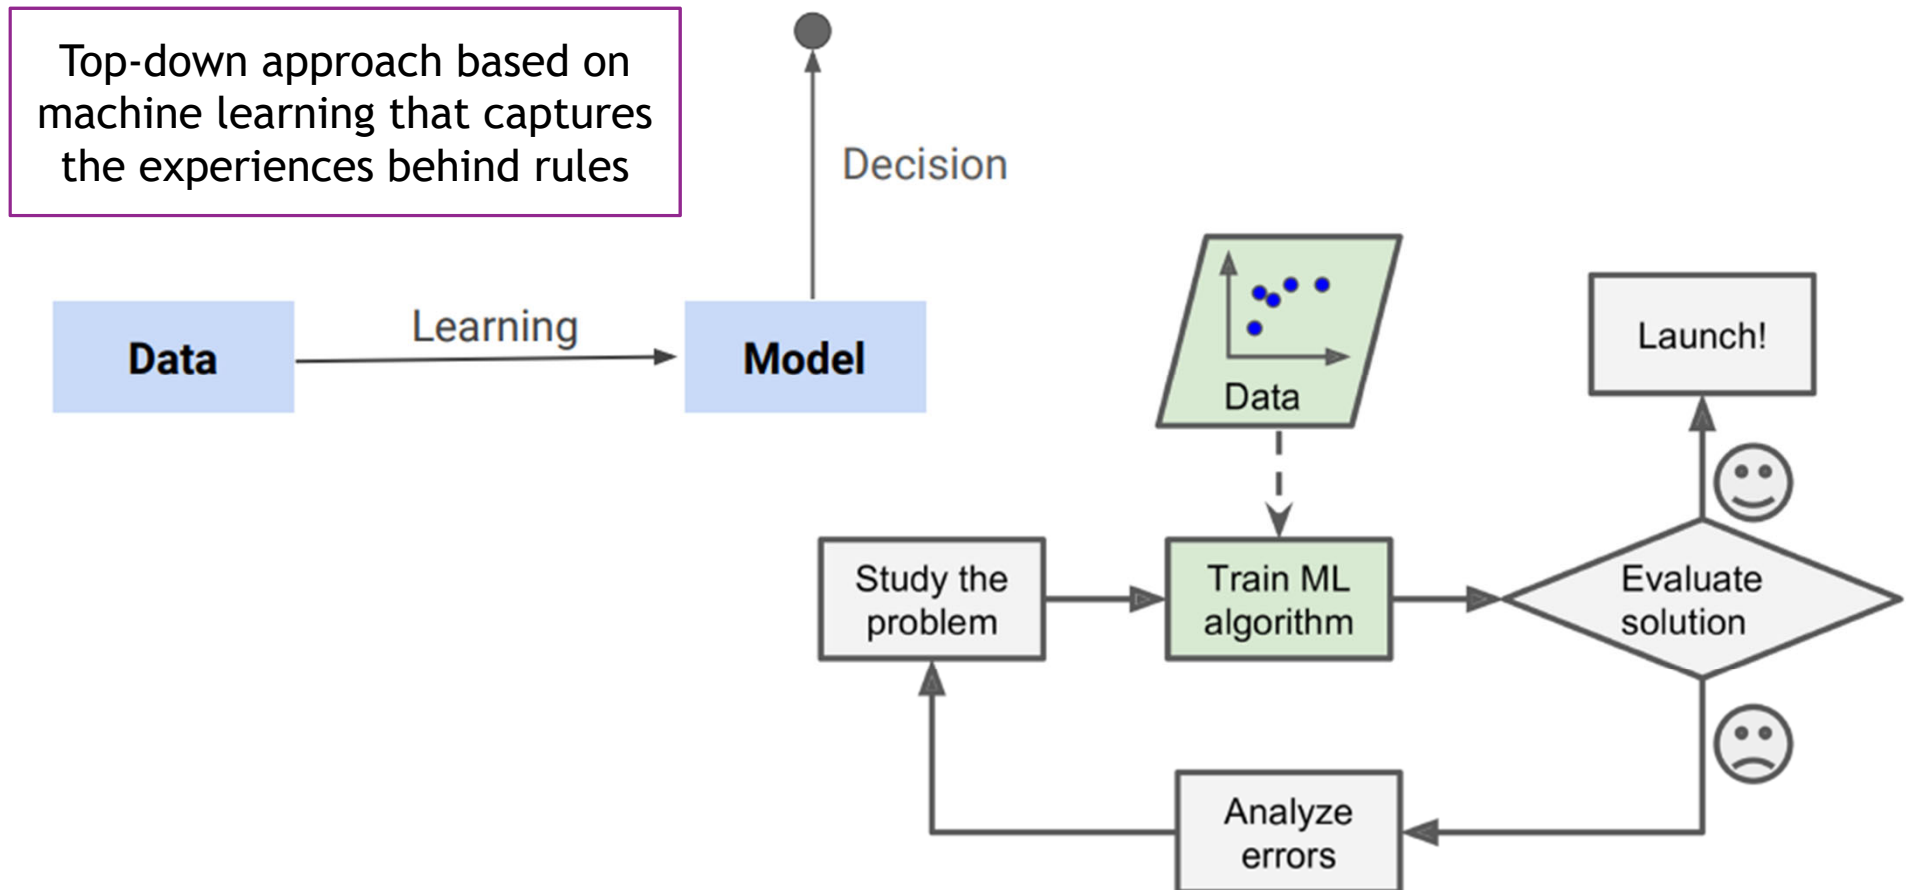 Top-down approach based on
machine learning that captures
the experiences behind rules
Decision
Data
Learning
Model
Data
Launch!
Study the
problem
Train ML
algorithm
Evaluate
solution
Analyze
errors